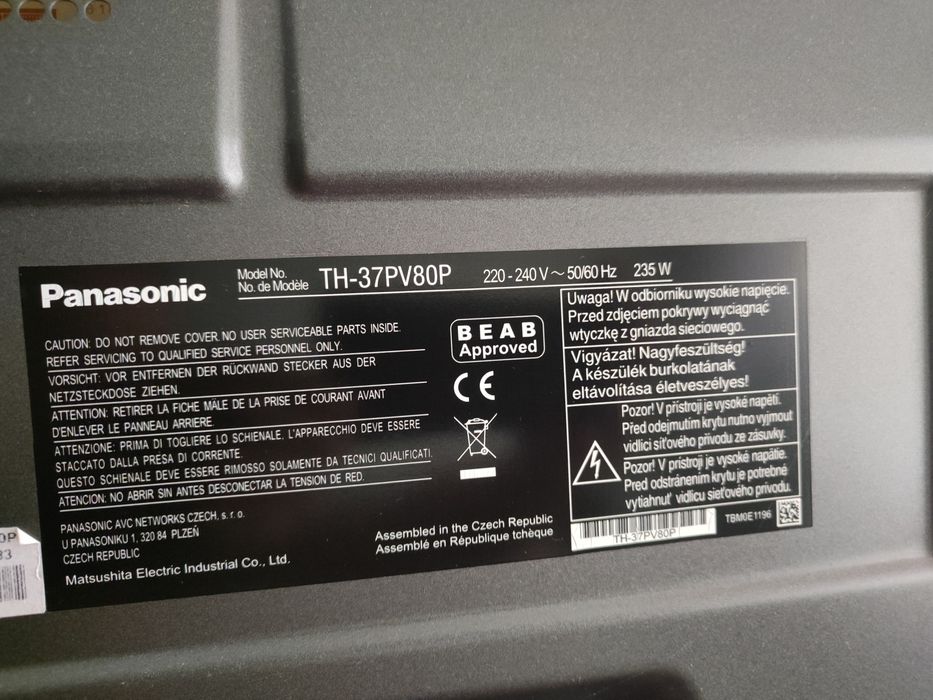 Panasonic
Model No.
No. de Modèle
TH-37PV80P
220 - 240 V ~ 50/60 Hz
235 W
CAUTION: DO NOT REMOVE COVER. NO USER SERVICEABLE PARTS INSIDE.
REFER SERVICING TO QUALIFIED SERVICE PERSONNEL ONLY.
VORSICHT: VOR ENTFERNEN DER RÜCKWAND STECKER AUS DER
NETZSTECKDOSE ZIEHEN.
ATTENTION: RETIRER LA FICHE MÂLE DE LA PRISE DE COURANT AVANT
D'ENLEVER LE PANNEAU ARRIERE.
ATTENZIONE: PRIMA DI TOGLIERE LO SCHIENALE, L'APPARECCHIO DEVE ESSERE
STACCATO DALLA PRESA DI CORRENTE.
QUESTO SCHIENALE DEVE ESSERE RIMOSSO SOLAMENTE DA TECNICI QUALIFICATI.
ATENCION: NO ABRIR SIN ANTES DESCONECTAR LA TENSION DE RED.
PANASONIC AVC NETWORKS CZECH, s. r. o.
U PANASONIKU 1, 320 84 PLZEŇ
CZECH REPUBLIC
Matsushita Electric Industrial Co., Ltd.
BEAB
Approved
CE
Assembled in the Czech Republic
Assemblé en République tchèque
Uwaga! W odbiorniku wysokie napięcie.
Przed zdjęciem pokrywy wyciągnąć
wtyczkę z gniazda sieciowego.
Vigyázat! Nagyfeszültség!
A készülék burkolatának
eltávolítása életveszélyes!
Pozor! V přístroji je vysoké napětí.
Před odejmutím krytu nutno vyjmout
vidlici síťového přívodu ze zásuvky.
Pozor! V prístroji je vysoké napätie.
Pred odstránením krytu je potrebné
vytiahnuť vidlicu sieťového prívodu.
TH-37PV80P
TBM0E1196
0P
33